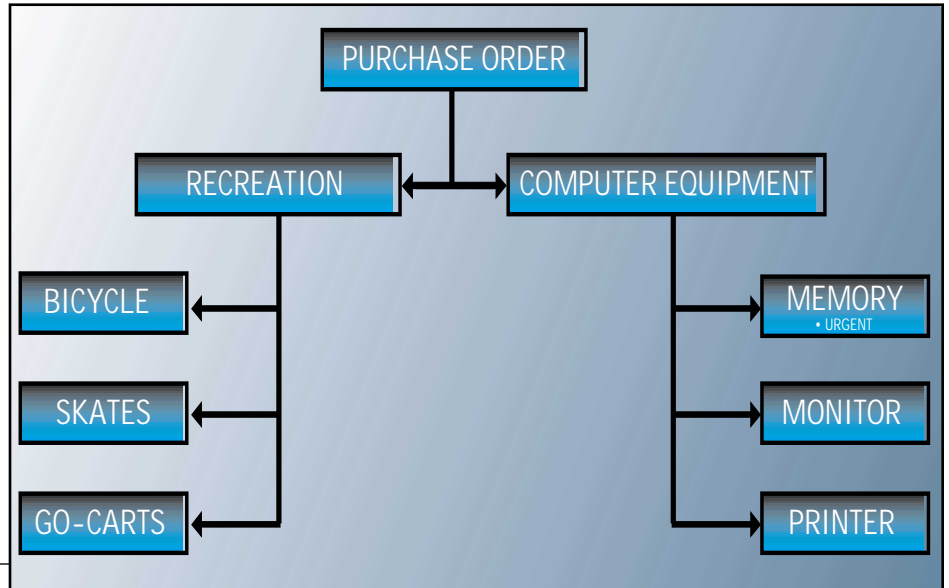 PURCHASE ORDER
RECREATION
COMPUTER EQUIPMENT
BICYCLE
MEMORY
• URGENT
SKATES
MONITOR
GO-CARTS
PRINTER